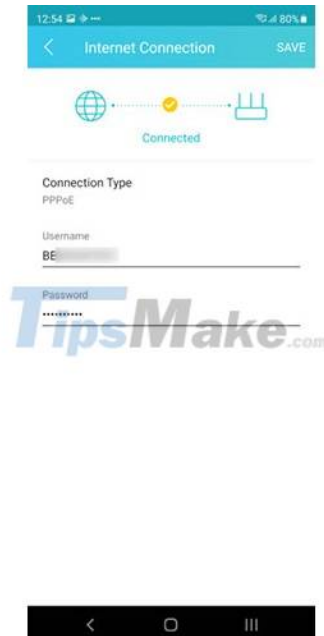 12:54 80%
Internet Connection SAVE
Connected
Connection Type
PPPoE
Username
BE
Password
••••••••••
TipsMake.com